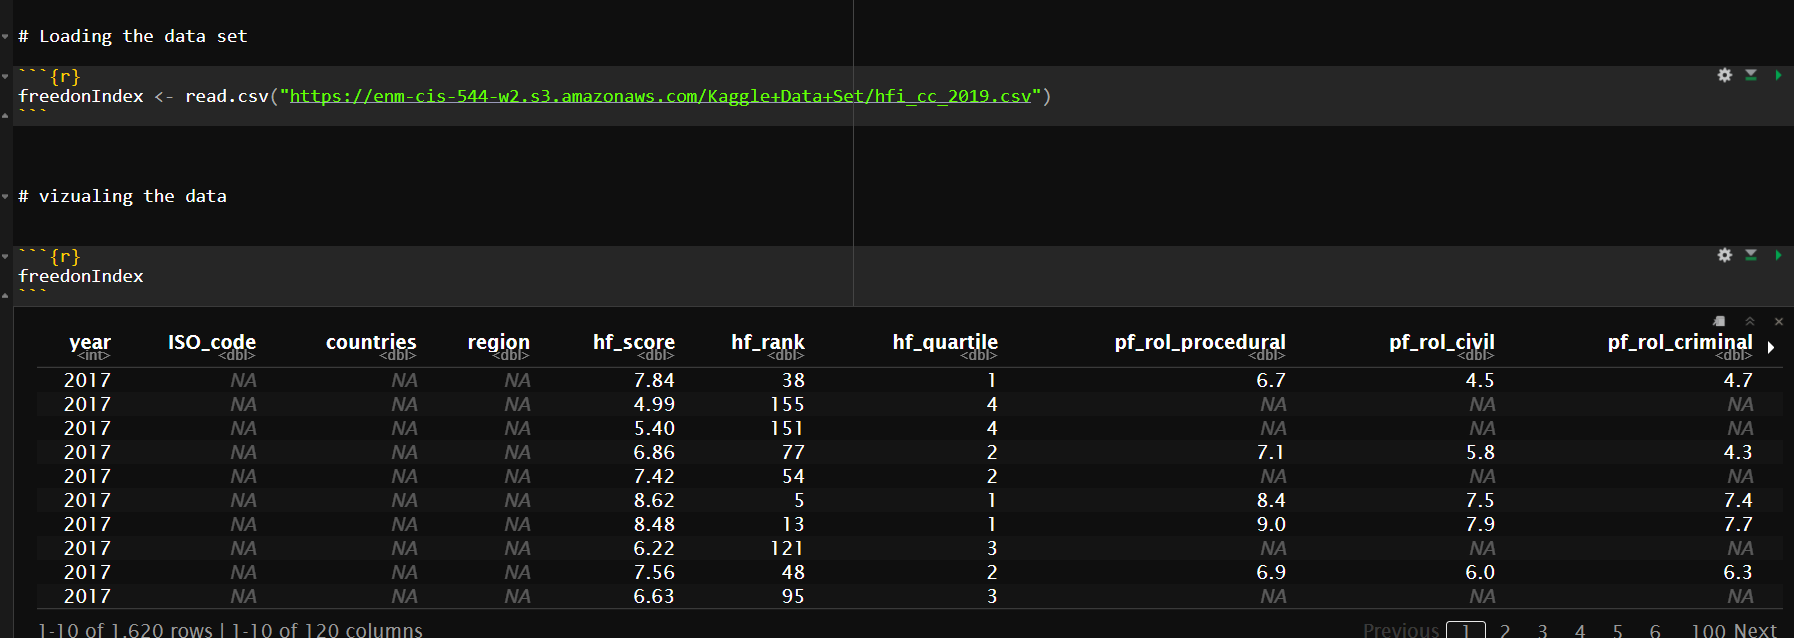 # Loading the data set
```{r}
freedonIndex <- read.csv("https://enm-cis-544-w2.s3.amazonaws.com/Kaggle+Data+Set/hfi_cc_2019.csv")
```
# vizualing the data
```{r}
freedonIndex
```
year ISO_code countries region hf_score hf_rank hf_quartile pf_rol_procedural pf_rol_civil pf_rol_criminal
<int> <dbl> <dbl> <dbl> <dbl> <dbl> <dbl> <dbl> <dbl> <dbl>
2017 NA NA NA 7.84 38 1 6.7 4.5 4.7
2017 NA NA NA 4.99 155 4 NA NA NA
2017 NA NA NA 5.40 151 4 NA NA NA
2017 NA NA NA 6.86 77 2 7.1 5.8 4.3
2017 NA NA NA 7.42 54 2 NA NA NA
2017 NA NA NA 8.62 5 1 8.4 7.5 7.4
2017 NA NA NA 8.48 13 1 9.0 7.9 7.7
2017 NA NA NA 6.22 121 3 NA NA NA
2017 NA NA NA 7.56 48 2 6.9 6.0 6.3
2017 NA NA NA 6.63 95 3 NA NA NA
1-10 of 1,620 rows | 1-10 of 120 columns Previous 1 2 3 4 5 6 100 Next